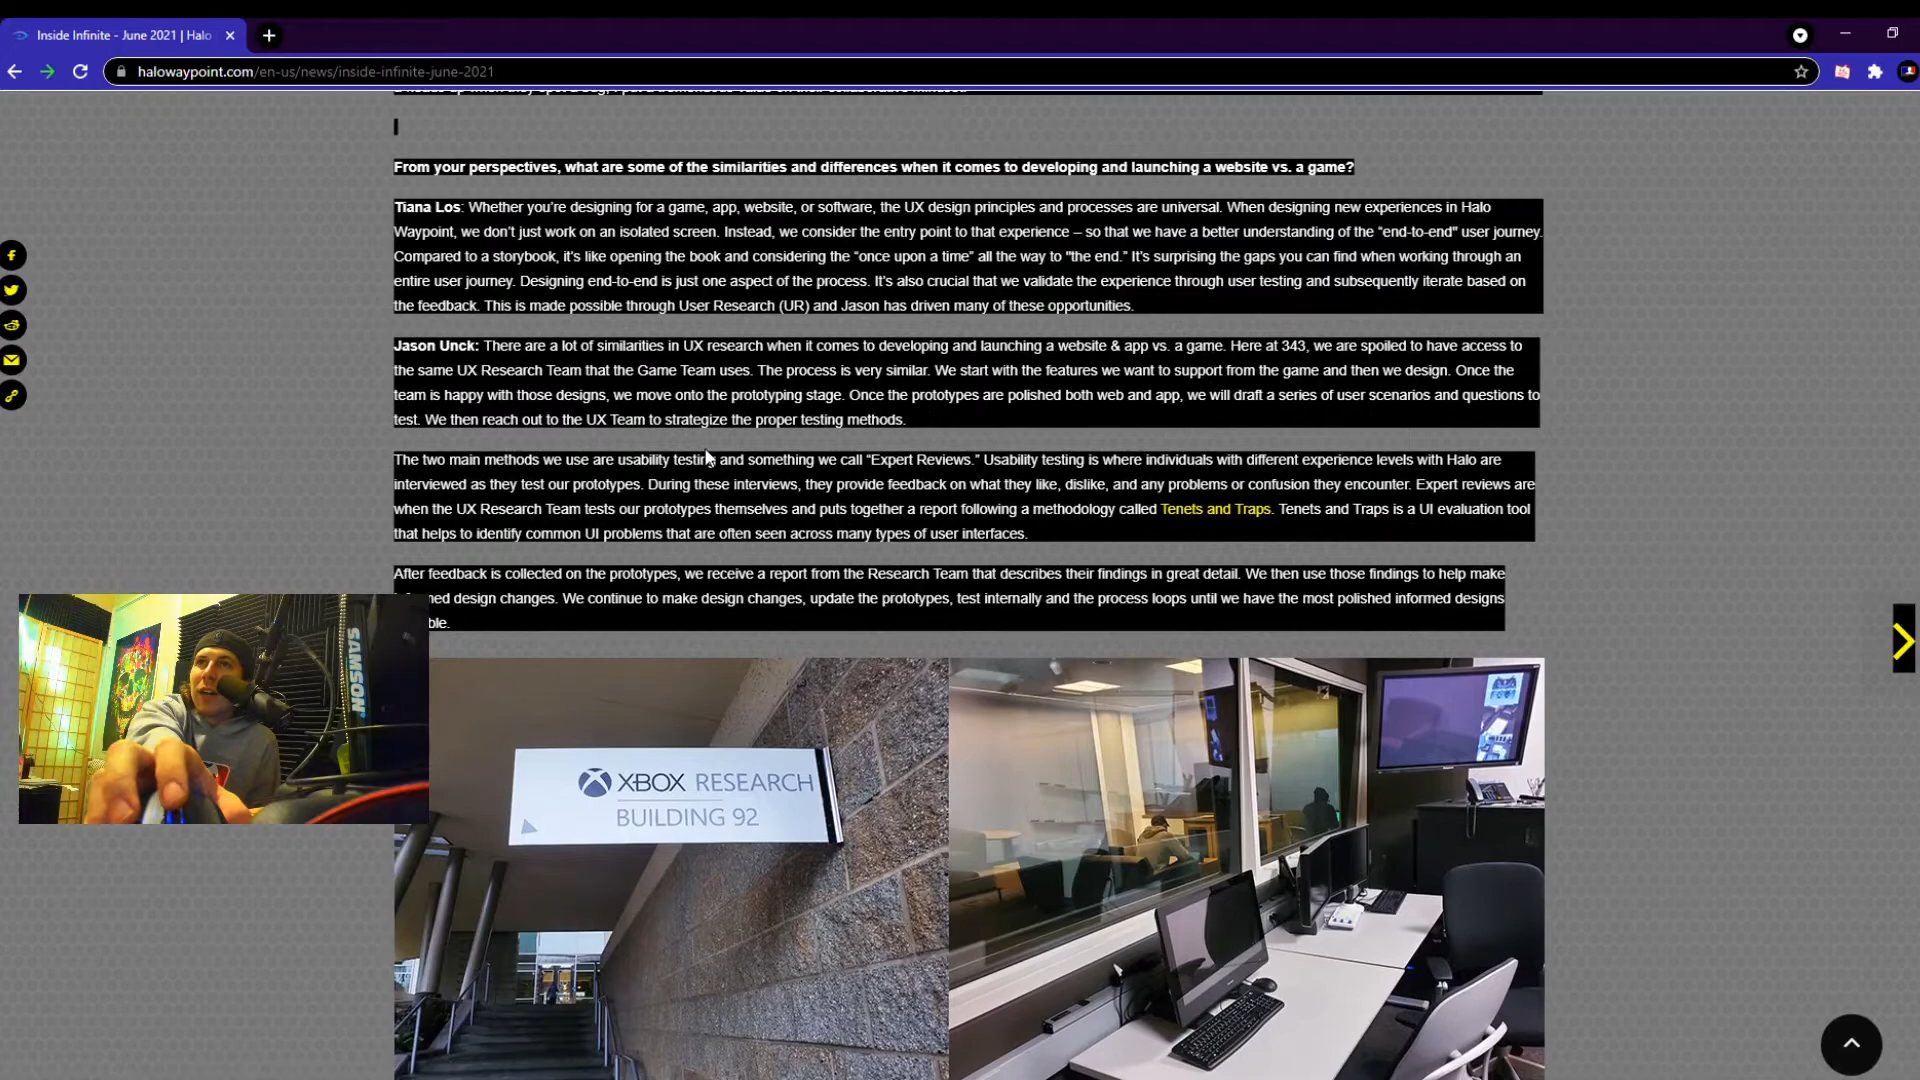 Inside Infinite - June 2021 | Halo
halowaypoint.com/en-us/news/inside-infinite-june-2021
From your perspectives, what are some of the similarities and differences when it comes to developing and launching a website vs. a game?
Tiana Los: Whether you’re designing for a game, app, website, or software, the UX design principles and processes are universal. When designing new experiences in Halo
Waypoint, we don’t just work on an isolated screen. Instead, we consider the entry point to that experience – so that we have a better understanding of the “end-to-end" user journey.
Compared to a storybook, it’s like opening the book and considering the “once upon a time” all the way to "the end.” It’s surprising the gaps you can find when working through an
entire user journey. Designing end-to-end is just one aspect of the process. It’s also crucial that we validate the experience through user testing and subsequently iterate based on
the feedback. This is made possible through User Research (UR) and Jason has driven many of these opportunities.
Jason Unck: There are a lot of similarities in UX research when it comes to developing and launching a website & app vs. a game. Here at 343, we are spoiled to have access to
the same UX Research Team that the Game Team uses. The process is very similar. We start with the features we want to support from the game and then we design. Once the
team is happy with those designs, we move onto the prototyping stage. Once the prototypes are polished both web and app, we will draft a series of user scenarios and questions to
test. We then reach out to the UX Team to strategize the proper testing methods.
The two main methods we use are usability testing and something we call “Expert Reviews.” Usability testing is where individuals with different experience levels with Halo are
interviewed as they test our prototypes. During these interviews, they provide feedback on what they like, dislike, and any problems or confusion they encounter. Expert reviews are
when the UX Research Team tests our prototypes themselves and puts together a report following a methodology called Tenets and Traps. Tenets and Traps is a UI evaluation tool
that helps to identify common UI problems that are often seen across many types of user interfaces.
After feedback is collected on the prototypes, we receive a report from the Research Team that describes their findings in great detail. We then use those findings to help make
ned design changes. We continue to make design changes, update the prototypes, test internally and the process loops until we have the most polished informed designs
ble.
SAMSON
XBOX RESEARCH
BUILDING 92